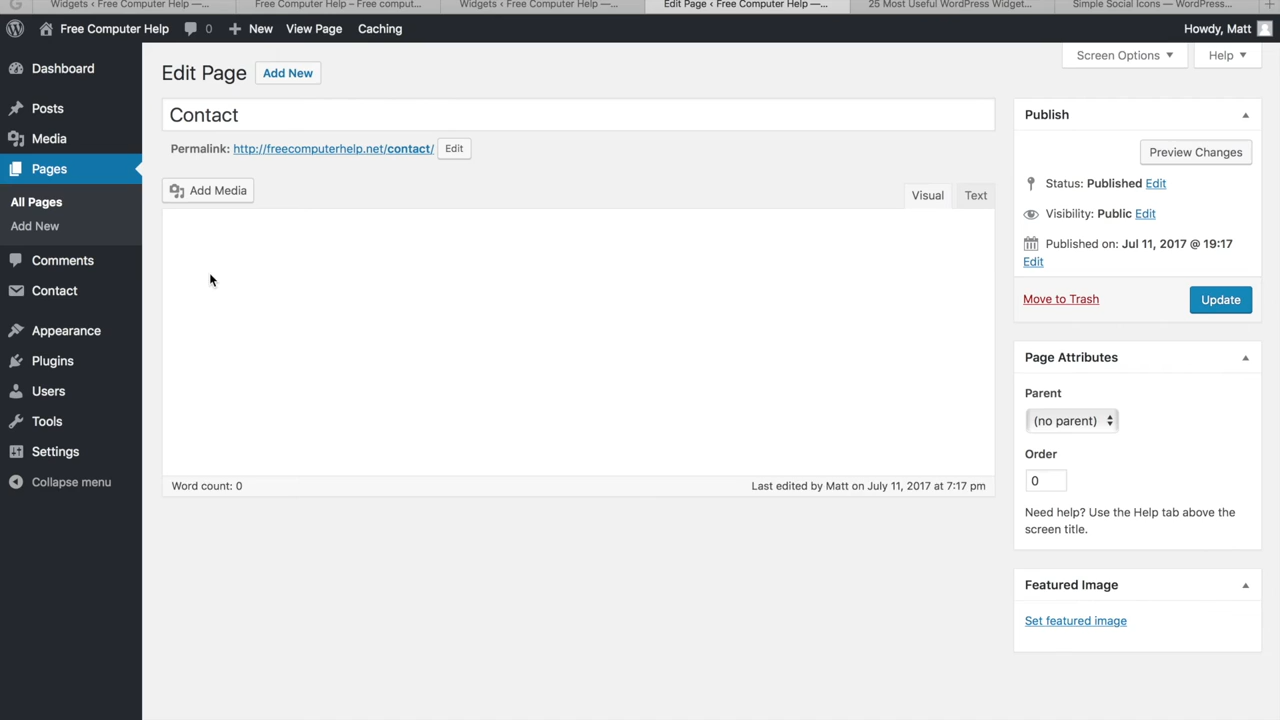 Widgets ‹ Free Computer Help —...
Free Computer Help – Free comput...
Widgets ‹ Free Computer Help —...
Edit Page ‹ Free Computer Help —...
25 Most Useful WordPress Widget...
Simple Social Icons — WordPress...
Free Computer Help
0
New
View Page
Caching
Howdy, Matt
Dashboard
Posts
Media
Pages
All Pages
Add New
Comments
Contact
Appearance
Plugins
Users
Tools
Settings
Collapse menu
Screen Options
Help
Edit Page
Add New
Contact
Permalink: http://freecomputerhelp.net/contact/ Edit
Add Media
Visual
Text
Word count: 0
Last edited by Matt on July 11, 2017 at 7:17 pm
Publish
Preview Changes
Status: Published Edit
Visibility: Public Edit
Published on: Jul 11, 2017 @ 19:17
Edit
Move to Trash
Update
Page Attributes
Parent
(no parent)
Order
0
Need help? Use the Help tab above the
screen title.
Featured Image
Set featured image